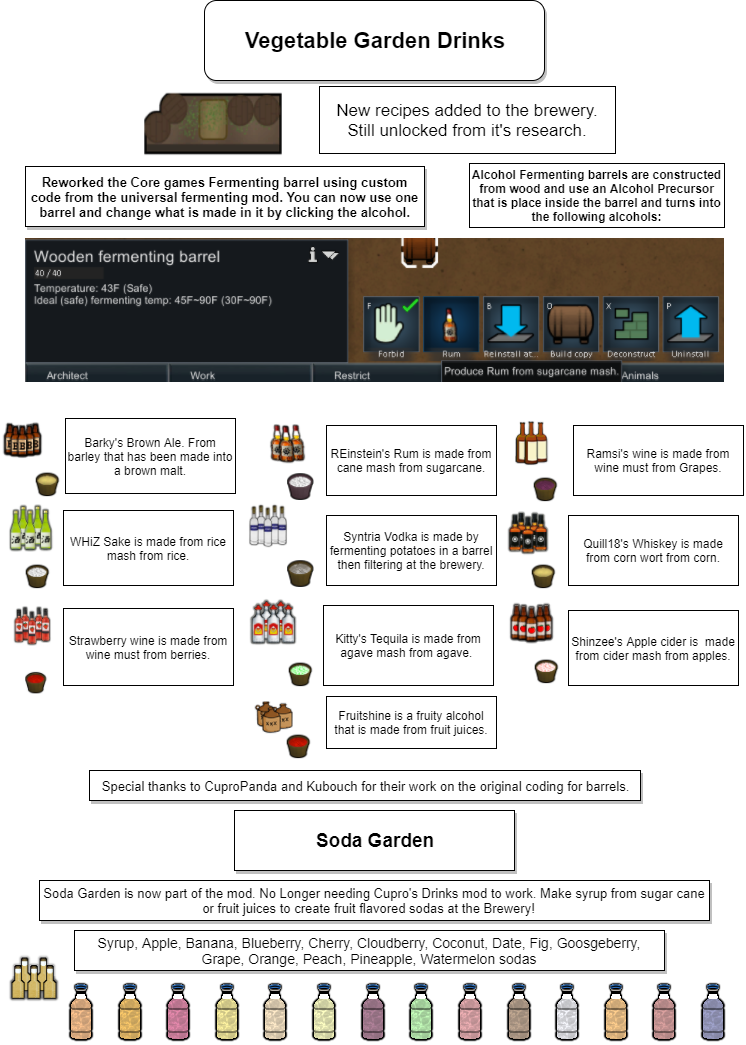 Vegetable Garden Drinks
New recipes added to the brewery.
Still unlocked from it's research.
Reworked the Core games Fermenting barrel using custom
code from the universal fermenting mod. You can now use one
barrel and change what is made in it by clicking the alcohol.
Alcohol Fermenting barrels are constructed
from wood and use an Alcohol Precursor
that is place inside the barrel and turns into
the following alcohols:
Wooden fermenting barrel
40 / 40
Temperature: 43F (Safe)
Ideal (safe) fermenting temp: 45F~90F (30F~90F)
F
B
O
X
P
Forbid
Rum
Reinstall at...
Build copy
Deconstruct
Uninstall
Produce Rum from sugarcane mash.
Architect
Work
Restrict
Animals
Barky's Brown Ale. From
barley that has been made into
a brown malt.
REinstein's Rum is made from
cane mash from sugarcane.
Ramsi's wine is made from
wine must from Grapes.
WHiZ Sake is made from rice
mash from rice.
Syntria Vodka is made by
fermenting potatoes in a barrel
then filtering at the brewery.
Quill18's Whiskey is made
from corn wort from corn.
Strawberry wine is made from
wine must from berries.
Kitty's Tequila is made from
agave mash from agave.
Shinzee's Apple cider is made
from cider mash from apples.
Fruitshine is a fruity alcohol
that is made from fruit juices.
Special thanks to CuproPanda and Kubouch for their work on the original coding for barrels.
Soda Garden
Soda Garden is now part of the mod. No Longer needing Cupro's Drinks mod to work. Make syrup from sugar cane
or fruit juices to create fruit flavored sodas at the Brewery!
Syrup, Apple, Banana, Blueberry, Cherry, Cloudberry, Coconut, Date, Fig, Goosgeberry,
Grape, Orange, Peach, Pineapple, Watermelon sodas